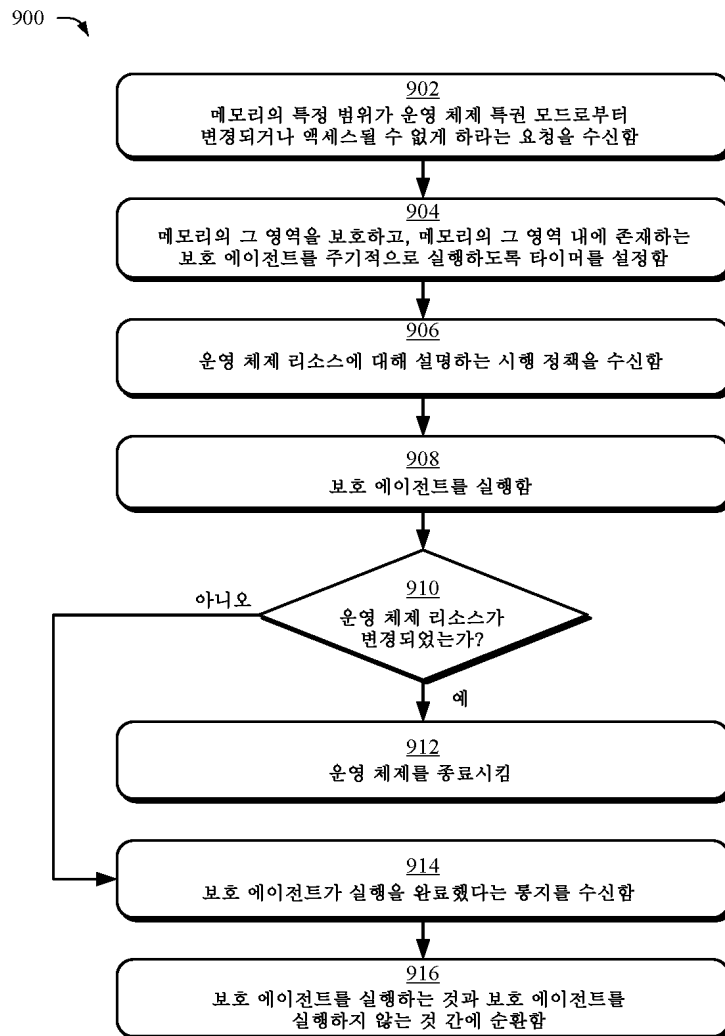 900
902
메모리의 특정 범위가 운영 체제 특권 모드로부터
변경되거나 액세스될 수 없게 하라는 요청을 수신함
904
메모리의 그 영역을 보호하고, 메모리의 그 영역 내에 존재하는
보호 에이전트를 주기적으로 실행하도록 타이머를 설정함
906
운영 체제 리소스에 대해 설명하는 시행 정책을 수신함
908
보호 에이전트를 실행함
910
운영 체제 리소스가
변경되었는가?
아니오
예
912
운영 체제를 종료시킴
914
보호 에이전트가 실행을 완료했다는 통지를 수신함
916
보호 에이전트를 실행하는 것과 보호 에이전트를
실행하지 않는 것 간에 순환함